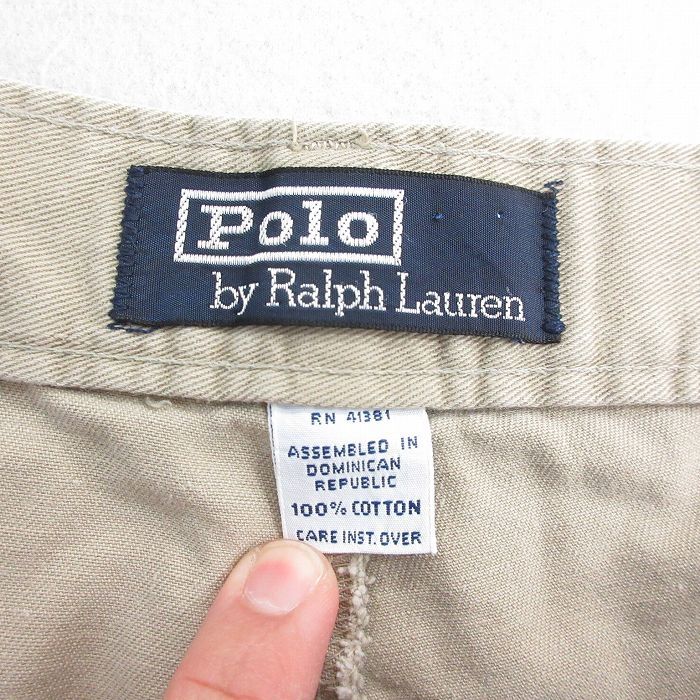 Polo
by Ralph Lauren
RN 41381
ASSEMBLED IN
DOMINICAN
REPUBLIC
100% COTTON
CARE INST. OVER